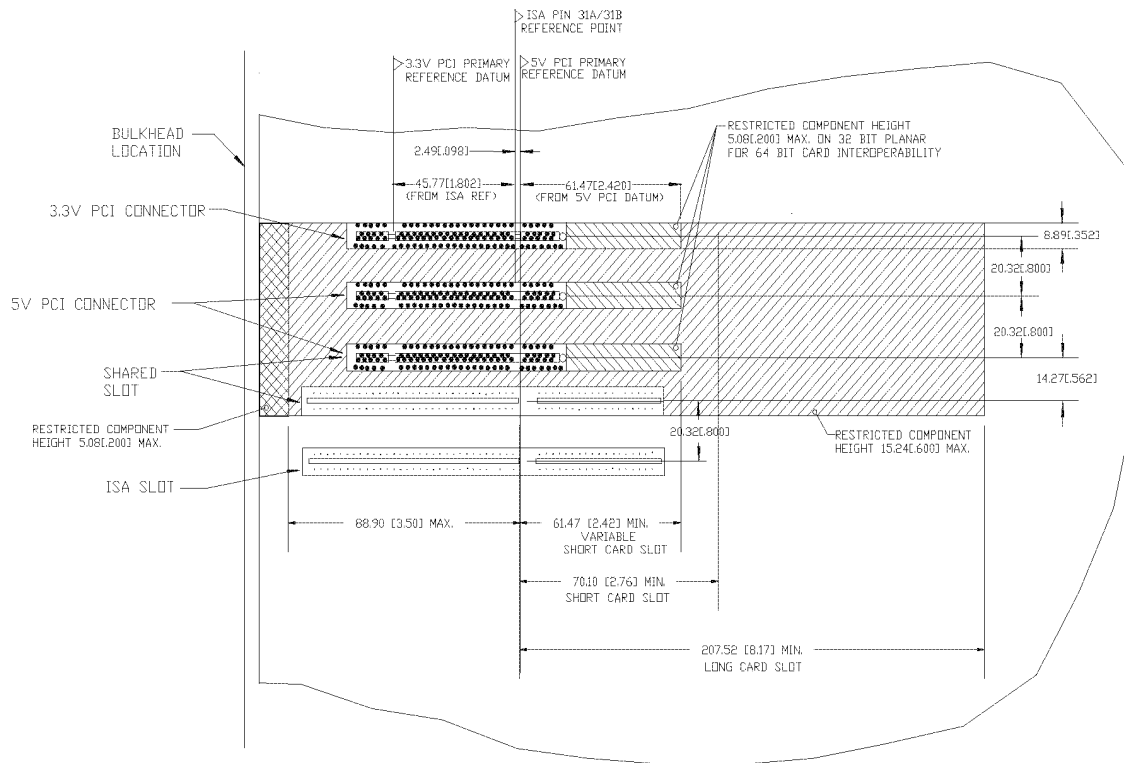 ISA PIN 31A/31B
REFERENCE POINT
3.3V PCI PRIMARY
REFERENCE DATUM
5V PCI PRIMARY
REFERENCE DATUM
BULKHEAD
LOCATION
2.49[.098]
RESTRICTED COMPONENT HEIGHT
5.08[.200] MAX. ON 32 BIT PLANAR
FOR 64 BIT CARD INTEROPERABILITY
45.77[1.802]
(FROM ISA REF)
61.47[2.420]
(FROM 5V PCI DATUM)
3.3V PCI CONNECTOR
8.89[.352]
20.32[.800]
5V PCI CONNECTOR
20.32[.800]
SHARED
SLOT
14.27[.562]
RESTRICTED COMPONENT
HEIGHT 5.08[.200] MAX.
20.32[.800]
RESTRICTED COMPONENT
HEIGHT 15.24[.600] MAX.
ISA SLOT
88.90 [3.50] MAX.
61.47 [2.42] MIN.
VARIABLE
SHORT CARD SLOT
70.10 [2.76] MIN.
SHORT CARD SLOT
207.52 [8.17] MIN.
LONG CARD SLOT